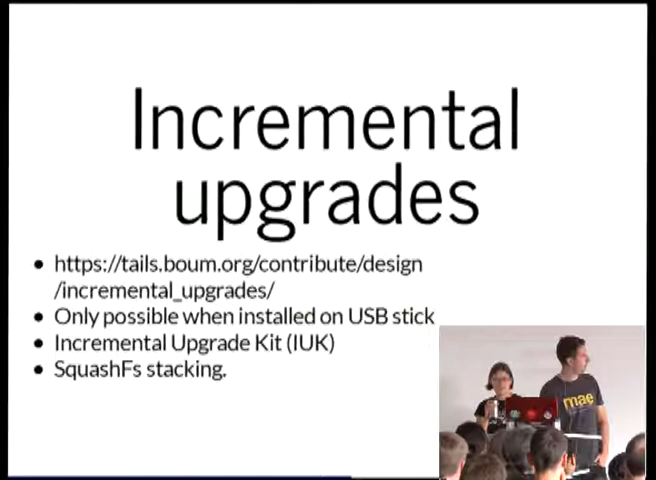 Incremental
upgrades
https://tails.boum.org/contribute/design
/incremental_upgrades/
Only possible when installed on USB stick
Incremental Upgrade Kit (IUK)
SquashFs stacking.
mae